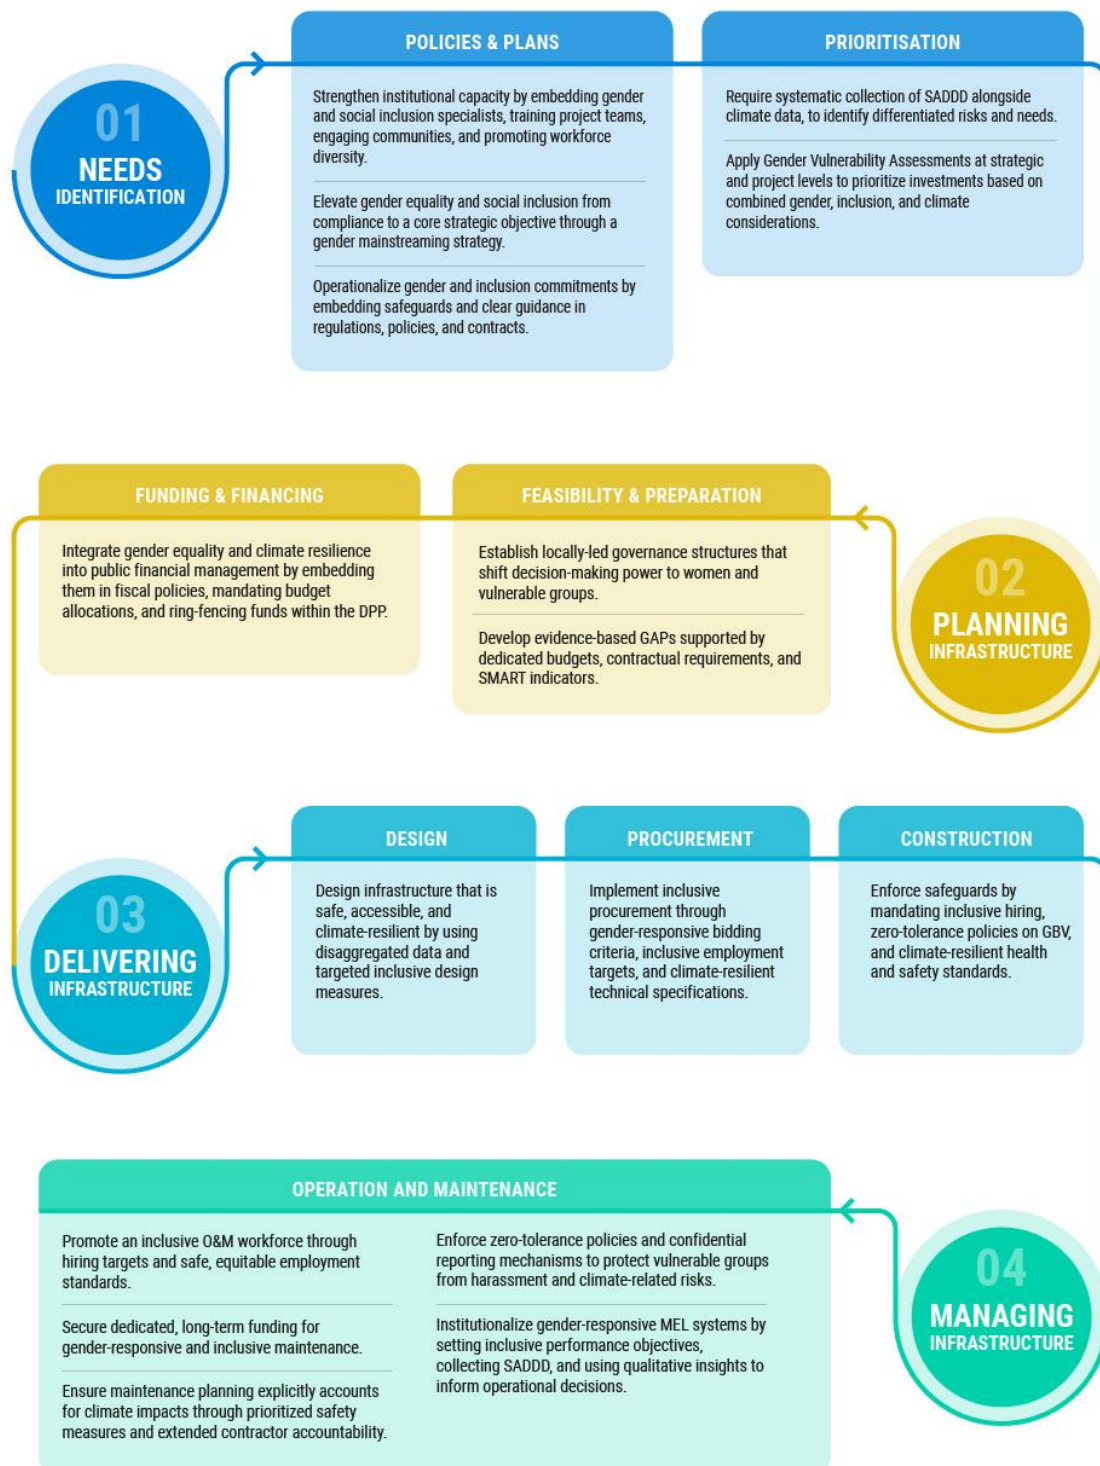 01
NEEDS
IDENTIFICATION
POLICIES & PLANS
Strengthen institutional capacity by embedding gender
and social inclusion specialists, training project teams,
engaging communities, and promoting workforce
diversity.
Elevate gender equality and social inclusion from
compliance to a core strategic objective through a
gender mainstreaming strategy.
Operationalize gender and inclusion commitments by
embedding safeguards and clear guidance in
regulations, policies, and contracts.
PRIORITISATION
Require systematic collection of SADDD alongside
climate data, to identify differentiated risks and needs.
Apply Gender Vulnerability Assessments at strategic
and project levels to prioritize investments based on
combined gender, inclusion, and climate
considerations.
02
PLANNING
INFRASTRUCTURE
FEASIBILITY & PREPARATION
Establish locally-led governance structures that
shift decision-making power to women and
vulnerable groups.
Develop evidence-based GAPs supported by
dedicated budgets, contractual requirements, and
SMART indicators.
FUNDING & FINANCING
Integrate gender equality and climate resilience
into public financial management by embedding
them in fiscal policies, mandating budget
allocations, and ring-fencing funds within the DPP.
03
DELIVERING
INFRASTRUCTURE
DESIGN
Design infrastructure that is
safe, accessible, and
climate-resilient by using
disaggregated data and
targeted inclusive design
measures.
PROCUREMENT
Implement inclusive
procurement through
gender-responsive bidding
criteria, inclusive employment
targets, and climate-resilient
technical specifications.
CONSTRUCTION
Enforce safeguards by
mandating inclusive hiring,
zero-tolerance policies on GBV,
and climate-resilient health
and safety standards.
04
MANAGING
INFRASTRUCTURE
OPERATION AND MAINTENANCE
Promote an inclusive O&M workforce through
hiring targets and safe, equitable employment
standards.
Secure dedicated, long-term funding for
gender-responsive and inclusive maintenance.
Ensure maintenance planning explicitly accounts
for climate impacts through prioritized safety
measures and extended contractor accountability.
Enforce zero-tolerance policies and confidential
reporting mechanisms to protect vulnerable groups
from harassment and climate-related risks.
Institutionalize gender-responsive MEL systems by
setting inclusive performance objectives,
collecting SADDD, and using qualitative insights to
inform operational decisions.